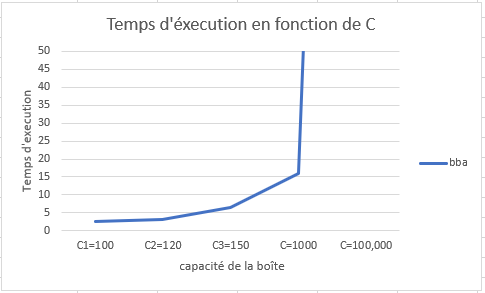 Temps d'éxecution en fonction de C
50
45
40
35
30
25
20
15
10
5
0
Temps d'execution
C1=100 C2=120 C3=150 C=1000 C=100,000
capacité de la boîte
bba